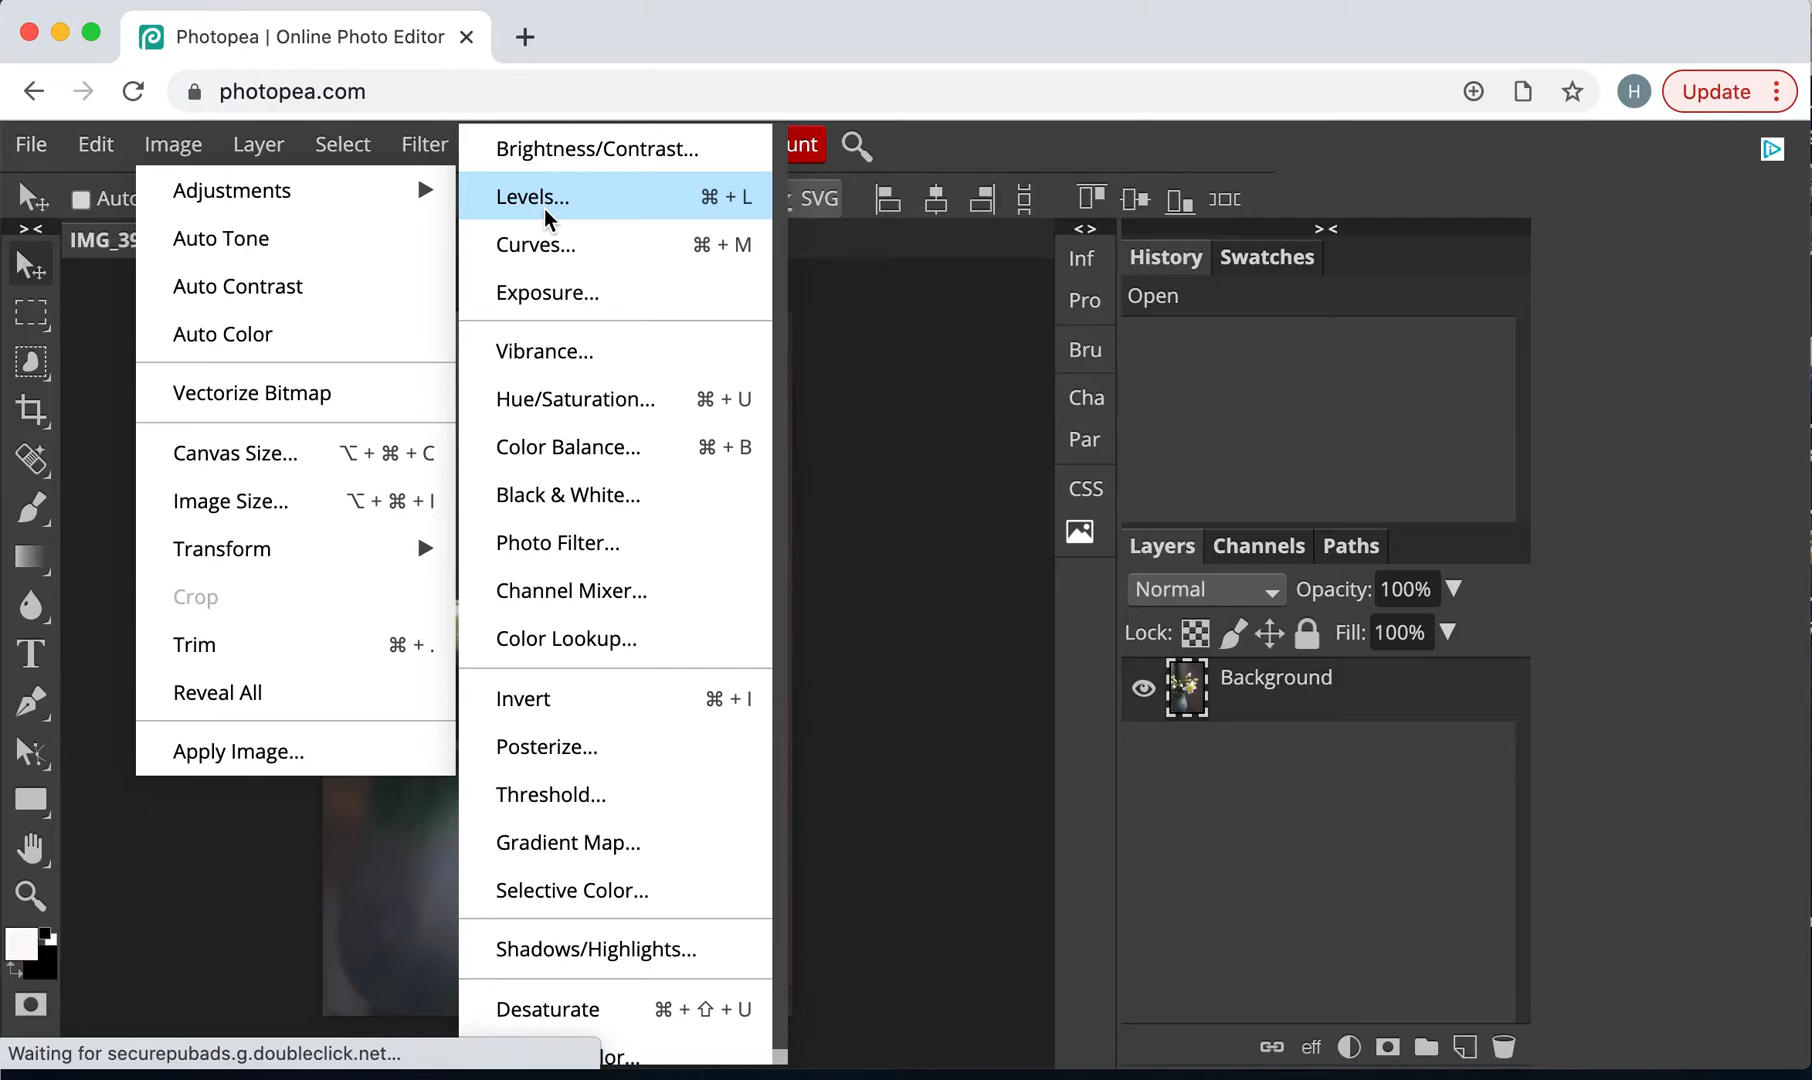 Photopea | Online Photo Editor
photopea.com
H
Update
File Edit Image Layer Select Filter
unt
Auto
SVG
IMG_39
Adjustments
Auto Tone
Auto Contrast
Auto Color
Vectorize Bitmap
Canvas Size... ⌥ + ⌘ + C
Image Size... ⌥ + ⌘ + I
Transform
Crop
Trim ⌘ + .
Reveal All
Apply Image...
Brightness/Contrast...
Levels... ⌘ + L
Curves... ⌘ + M
Exposure...
Vibrance...
Hue/Saturation... ⌘ + U
Color Balance... ⌘ + B
Black & White...
Photo Filter...
Channel Mixer...
Color Lookup...
Invert ⌘ + I
Posterize...
Threshold...
Gradient Map...
Selective Color...
Shadows/Highlights...
Desaturate ⌘ + ⇧ + U
lor...
> <
< >
> <
Inf
Pro
Bru
Cha
Par
CSS
History Swatches
Open
Layers Channels Paths
Normal Opacity: 100%
Lock: Fill: 100%
Background
eff
T
Waiting for securepubads.g.doubleclick.net...